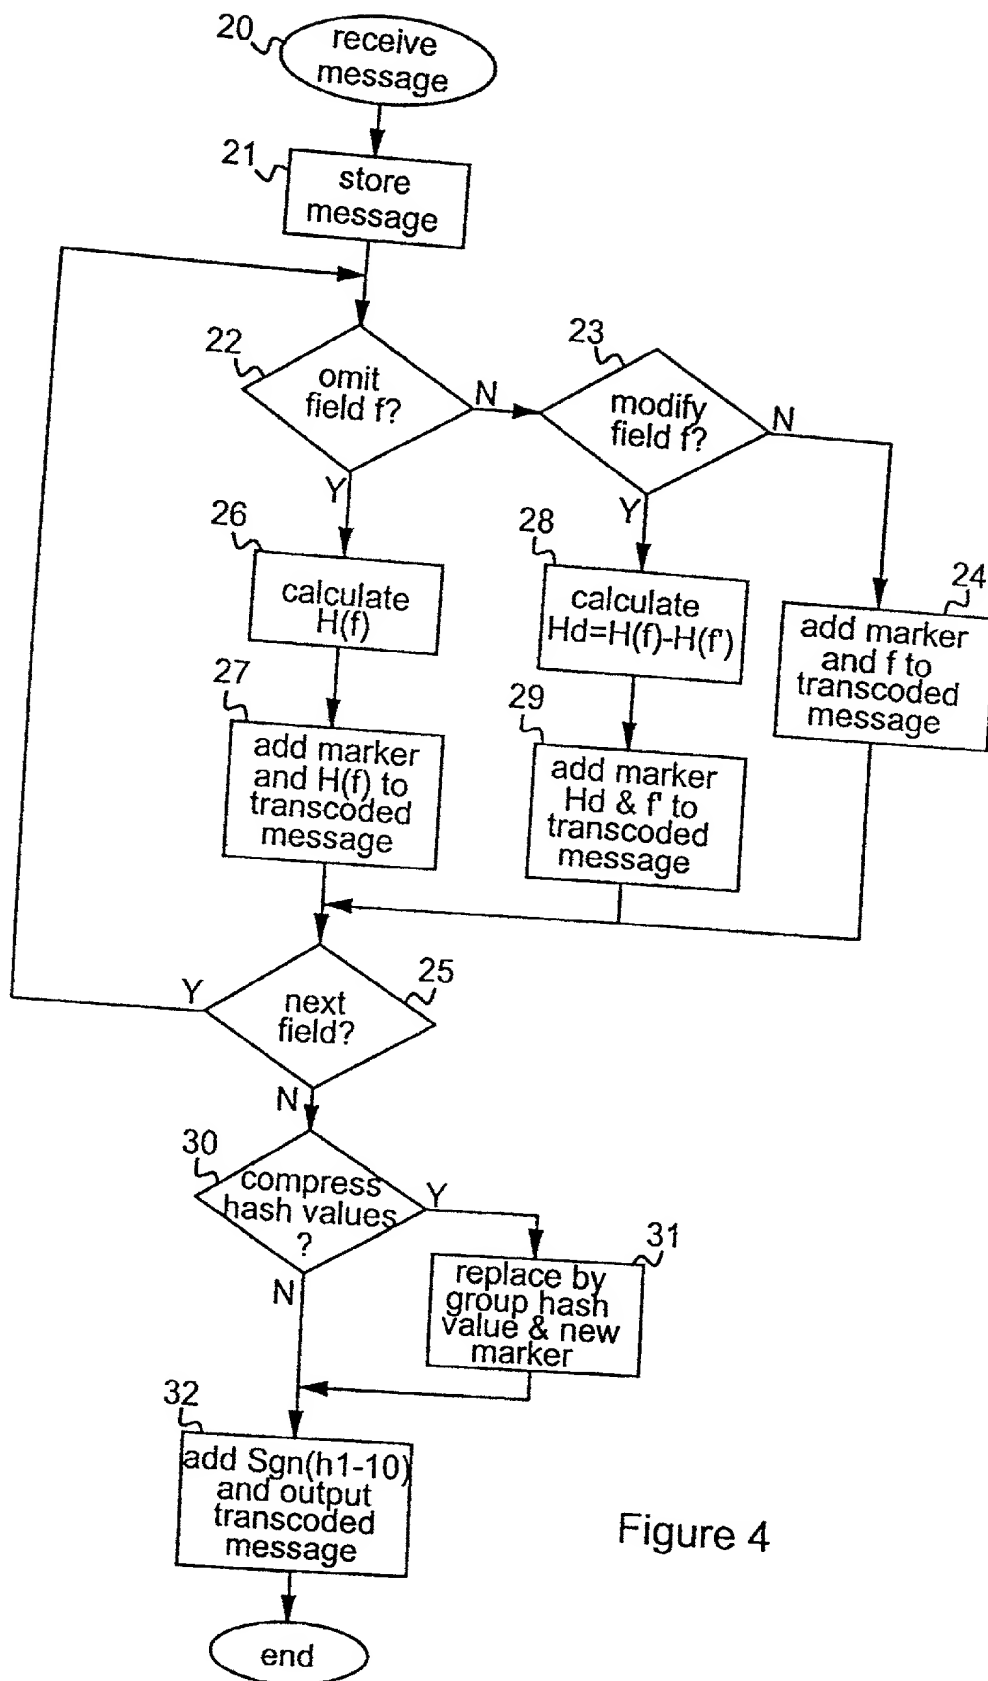 20
receive
message
21
store
message
22
omit
field f?
N
Y
23
modify
field f?
N
Y
26
calculate
H(f)
28
calculate
Hd=H(f)-H(f')
24
add marker
and f to
transcoded
message
27
add marker
and H(f) to
transcoded
message
29
add marker
Hd & f' to
transcoded
message
25
next
field?
Y
N
30
compress
hash values
?
Y
N
31
replace by
group hash
value & new
marker
32
add Sgn(h1-10)
and output
transcoded
message
end
Figure 4